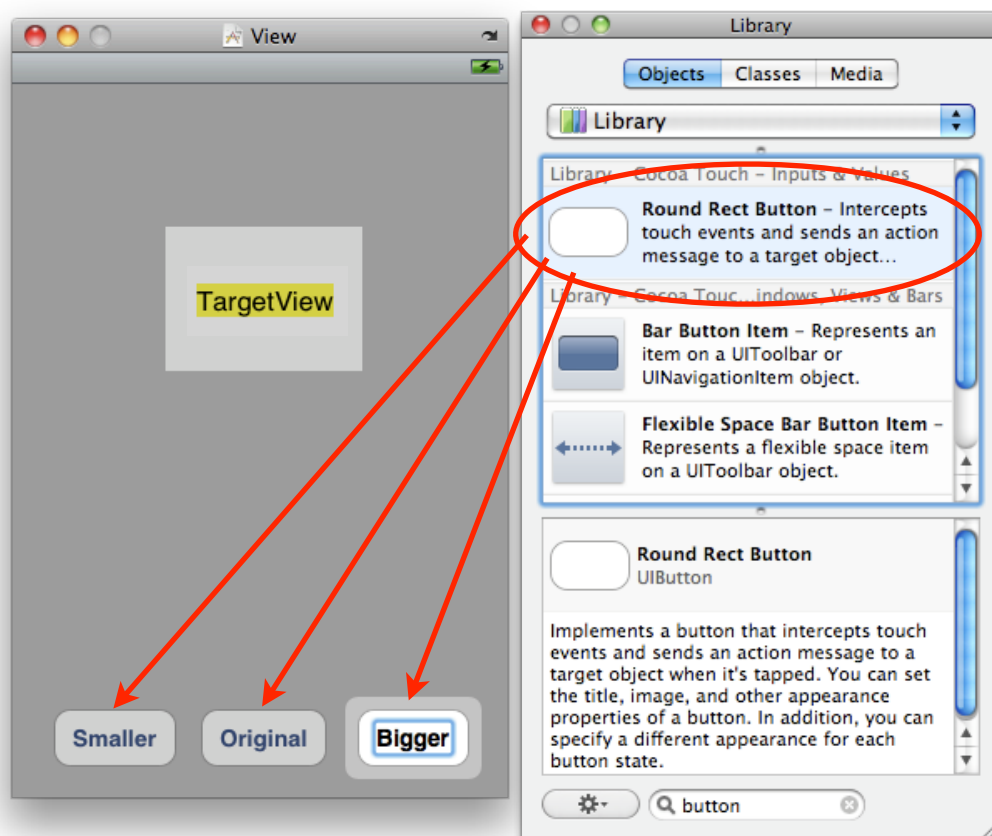 View
TargetView
Smaller
Original
Bigger
Library
Objects
Classes
Media
Library
Library – Cocoa Touch – Inputs & Values
Round Rect Button – Intercepts
touch events and sends an action
message to a target object...
Library – Cocoa Touc...indows, Views & Bars
Bar Button Item – Represents an
item on a UIToolbar or
UINavigationItem object.
Flexible Space Bar Button Item –
Represents a flexible space item
on a UIToolbar object.
Round Rect Button
UIButton
Implements a button that intercepts touch
events and sends an action message to a
target object when it's tapped. You can set
the title, image, and other appearance
properties of a button. In addition, you can
specify a different appearance for each
button state.
button